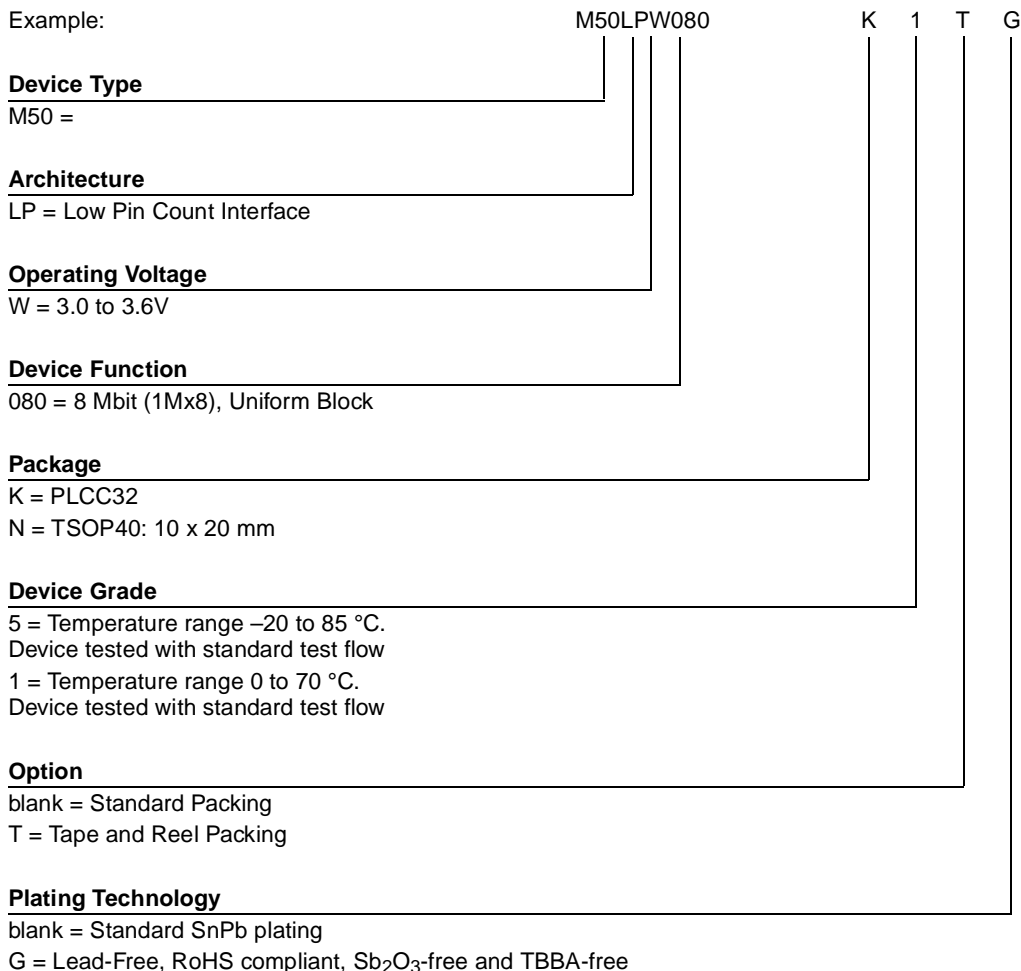 Example: M50LPW080 K 1 T G
Device Type
M50 =
Architecture
LP = Low Pin Count Interface
Operating Voltage
W = 3.0 to 3.6V
Device Function
080 = 8 Mbit (1Mx8), Uniform Block
Package
K = PLCC32
N = TSOP40: 10 x 20 mm
Device Grade
5 = Temperature range –20 to 85 °C.
Device tested with standard test flow
1 = Temperature range 0 to 70 °C.
Device tested with standard test flow
Option
blank = Standard Packing
T = Tape and Reel Packing
Plating Technology
blank = Standard SnPb plating
G = Lead-Free, RoHS compliant, Sb₂O₃-free and TBBA-free